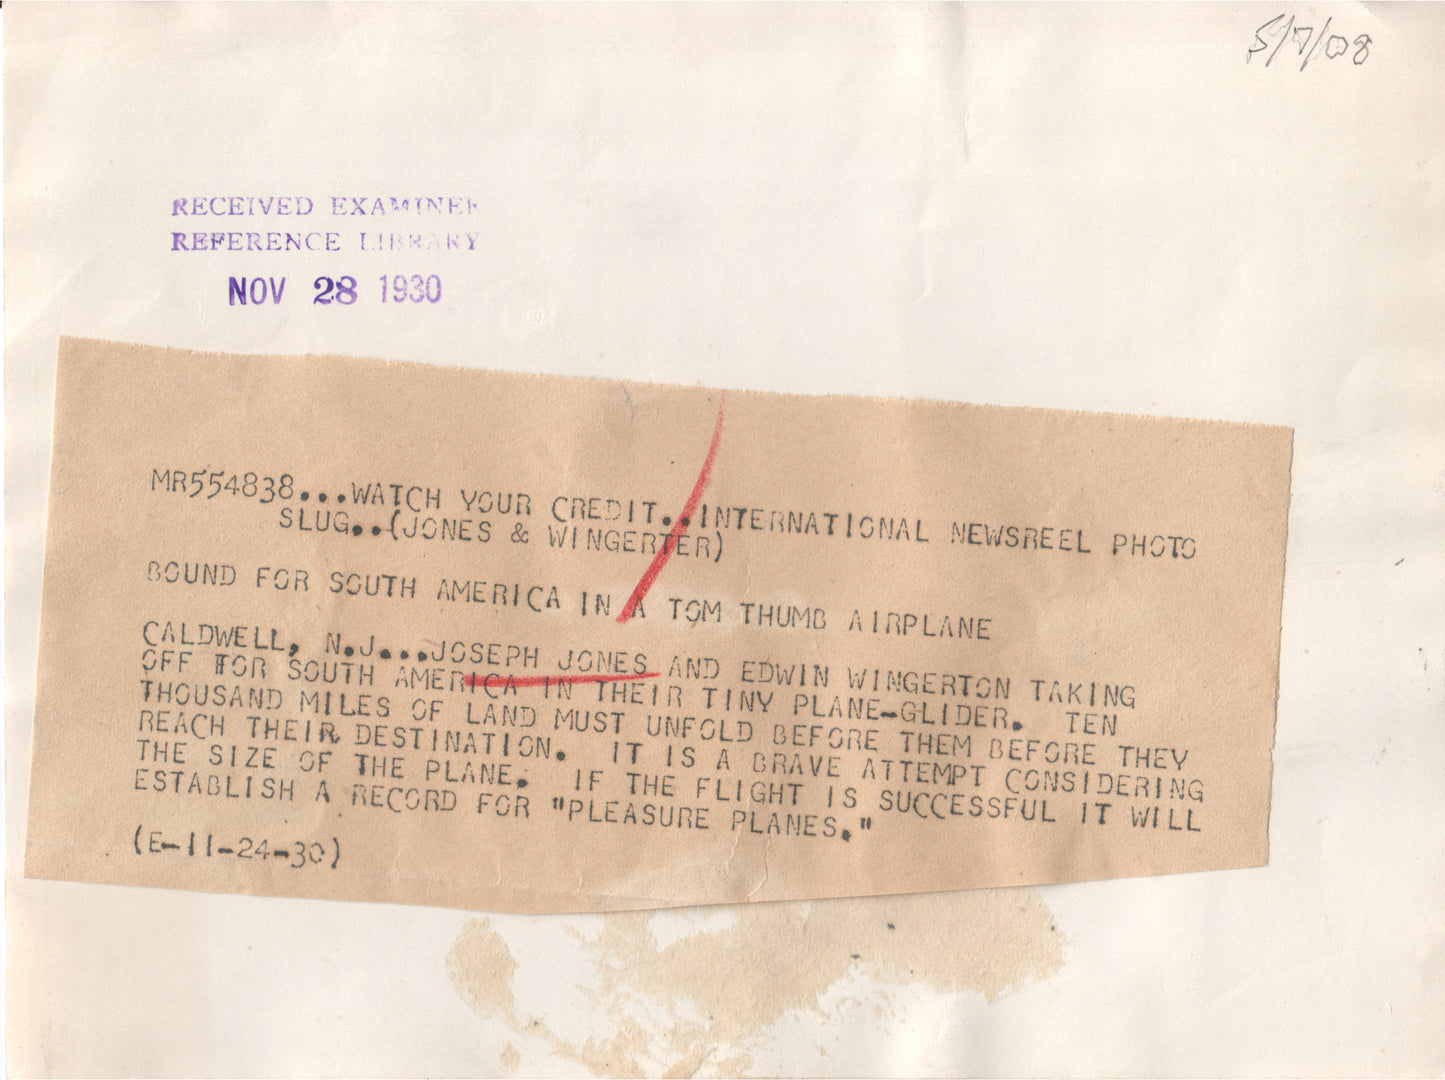 5/7/08
RECEIVED EXAMINER
REFERENCE LIBRARY
NOV 28 1930
MR554838...WATCH YOUR CREDIT..INTERNATIONAL NEWSREEL PHOTO
SLUG..(JONES & WINGERTER)
BOUND FOR SOUTH AMERICA IN A TOM THUMB AIRPLANE
CALDWELL, N.J...JOSEPH JONES AND EDWIN WINGERTON TAKING
OFF FOR SOUTH AMERICA IN THEIR TINY PLANE-GLIDER. TEN
THOUSAND MILES OF LAND MUST UNFOLD BEFORE THEM BEFORE THEY
REACH THEIR DESTINATION. IT IS A BRAVE ATTEMPT CONSIDERING
THE SIZE OF THE PLANE. IF THE FLIGHT IS SUCCESSFUL IT WILL
ESTABLISH A RECORD FOR "PLEASURE PLANES."
(E-11-24-30)